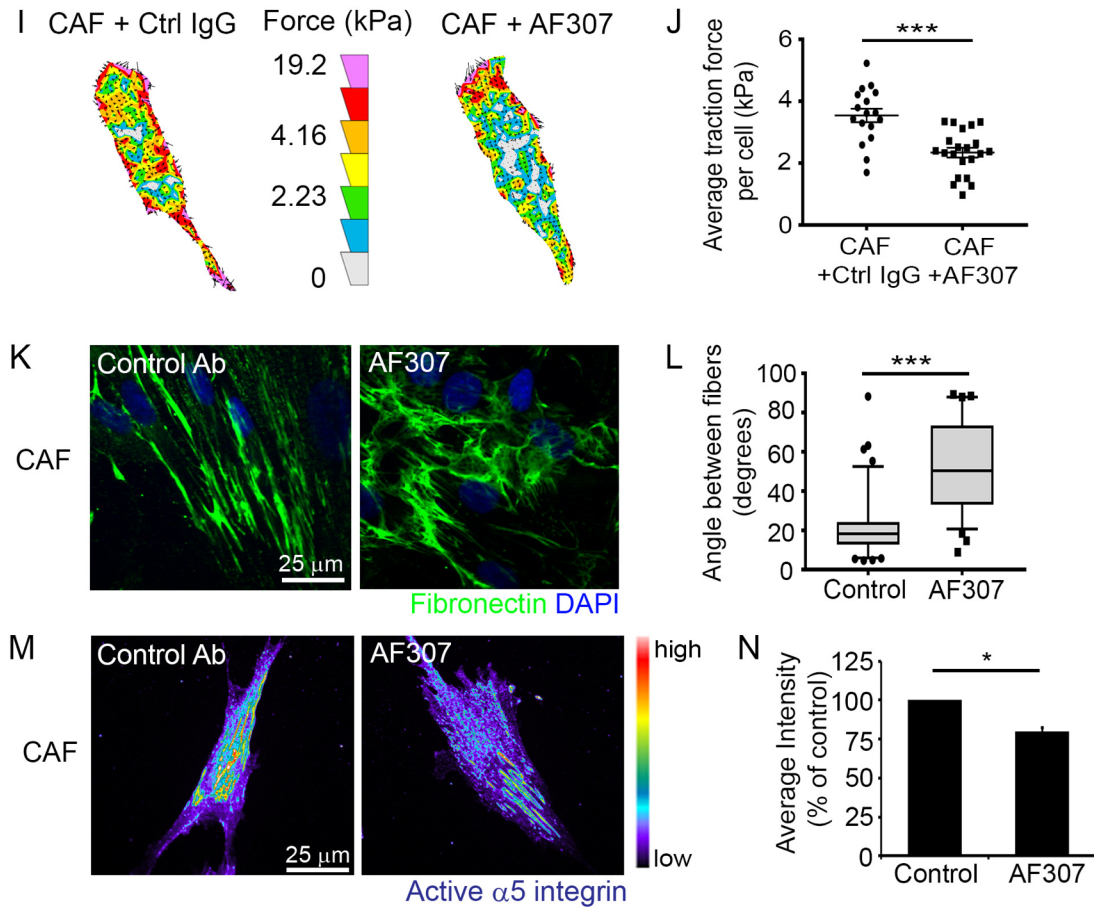 I
CAF + Ctrl IgG
Force (kPa)
CAF + AF307
19.2
4.16
2.23
0
J
***
Average traction force
per cell (kPa)
6
4
2
0
CAF
+Ctrl IgG
CAF
+AF307
K
CAF
Control Ab
25 μm
AF307
Fibronectin DAPI
L
***
Angle between fibers
(degrees)
100
80
60
40
20
0
Control
AF307
M
CAF
Control Ab
25 μm
AF307
high
low
Active α5 integrin
N
*
Average Intensity
(% of control)
125
100
75
50
25
0
Control
AF307